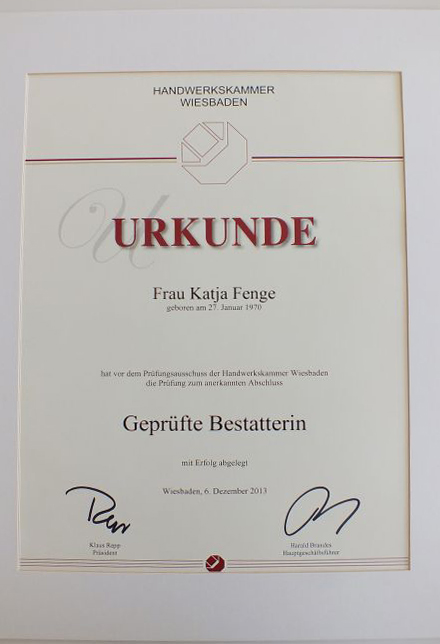 HANDWERKSKAMMER
WIESBADEN
URKUNDE
Frau Katja Fenge
geboren am 27. Januar 1970
hat vor dem Prüfungsausschuss der Handwerkskammer Wiesbaden
die Prüfung zum anerkannten Abschluss
Geprüfte Bestatterin
mit Erfolg abgelegt
Wiesbaden, 6. Dezember 2013
Klaus Repp
Präsident
Harald Brandes
Hauptgeschäftsführer